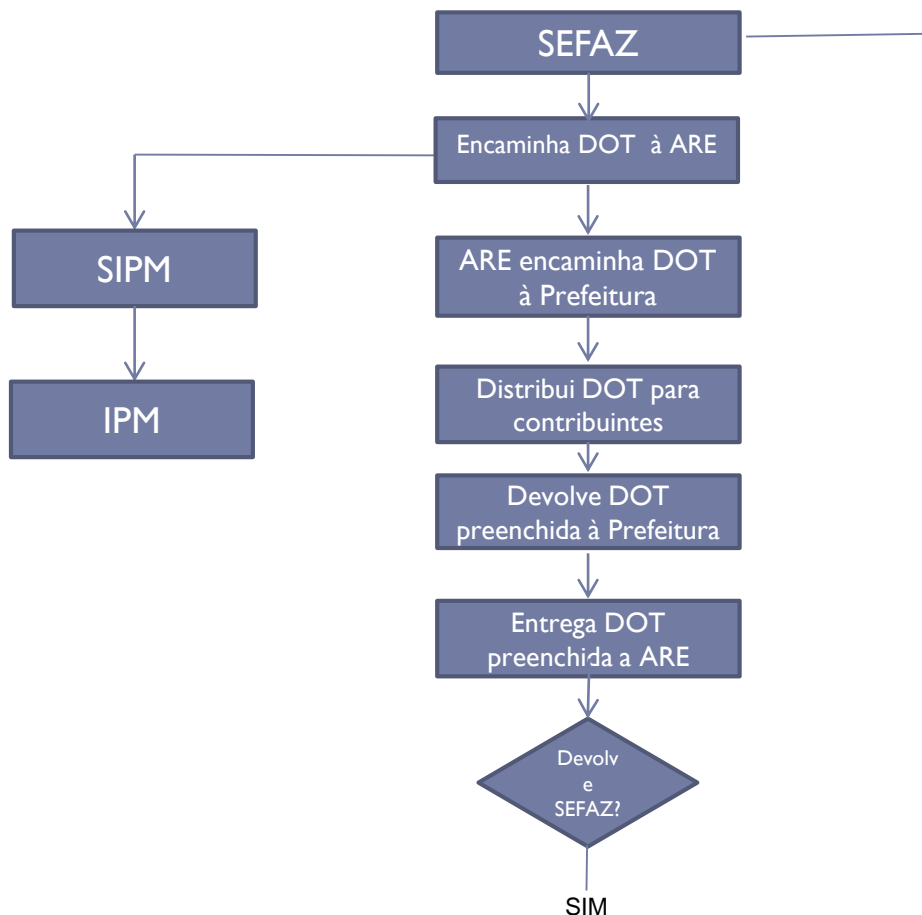 SEFAZ
Encaminha DOT à ARE
SIPM
ARE encaminha DOT
à Prefeitura
IPM
Distribui DOT para
contribuintes
Devolve DOT
preenchida à Prefeitura
Entrega DOT
preenchida a ARE
Devolv
e
SEFAZ?
SIM